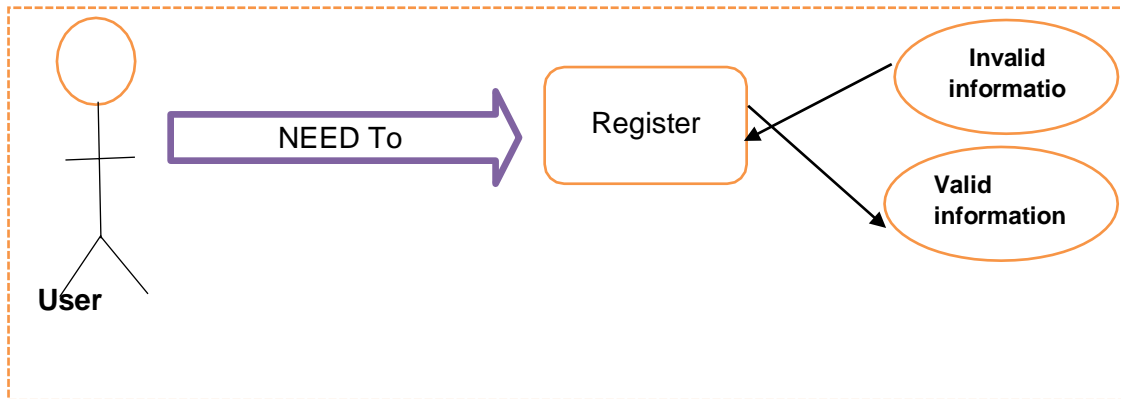 NEED To
Register
Invalid
informatio
Valid
information
User